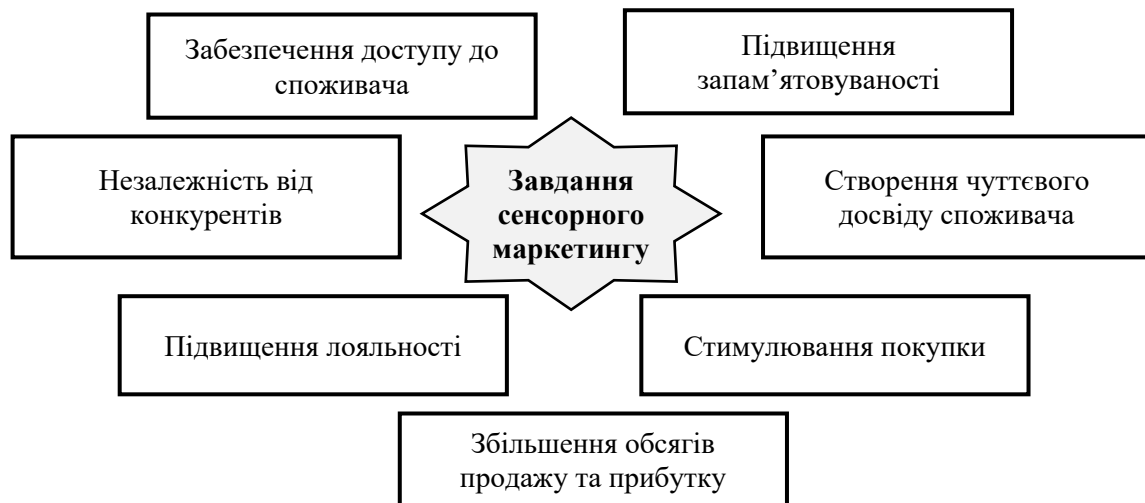 Забезпечення доступу до
споживача
Підвищення
запам’ятовуваності
Незалежність від
конкурентів
Завдання
сенсорного
маркетингу
Створення чуттєвого
досвіду споживача
Підвищення лояльності
Стимулювання покупки
Збільшення обсягів
продажу та прибутку